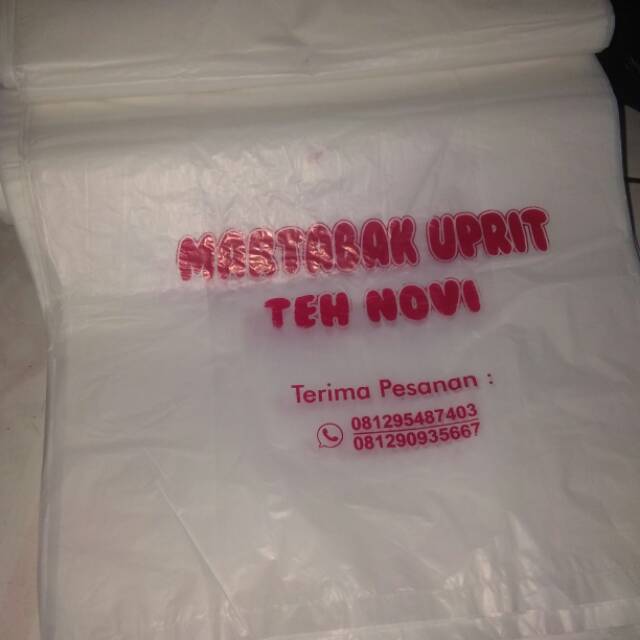 MARTABAK UPRIT
TEH NOVI
Terima Pesanan :
081295487403
081290935667